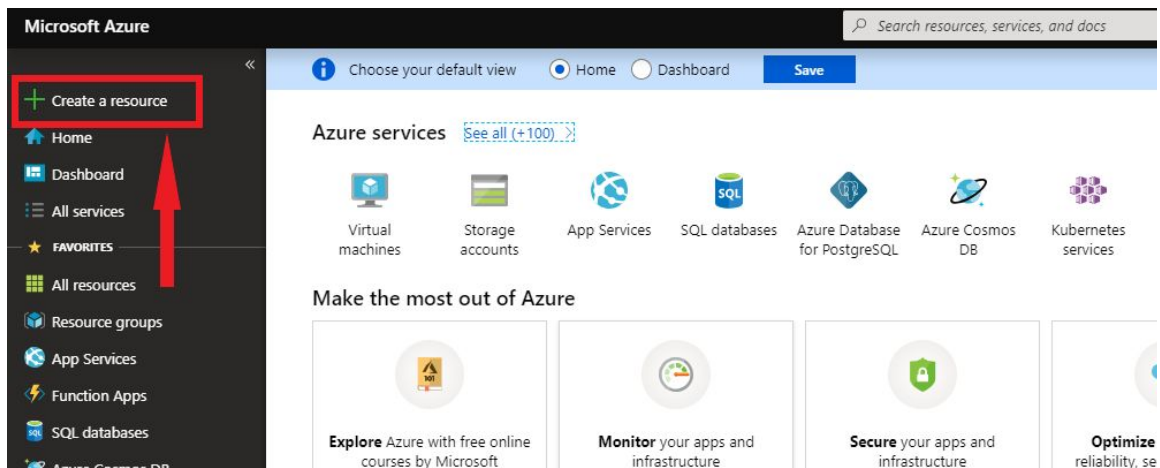 Microsoft Azure
Search resources, services, and docs
«
Choose your default view Home Dashboard Save
Create a resource
Home
Dashboard
All services
FAVORITES
All resources
Resource groups
App Services
Function Apps
SQL databases
Azure Cosmos DB
Azure services See all (+100) >
SQL
Virtual
machines
Storage
accounts
App Services
SQL databases
Azure Database
for PostgreSQL
Azure Cosmos
DB
Kubernetes
services
Make the most out of Azure
101
Explore Azure with free online
courses by Microsoft
Monitor your apps and
infrastructure
Secure your apps and
infrastructure
Optimize
reliability, se